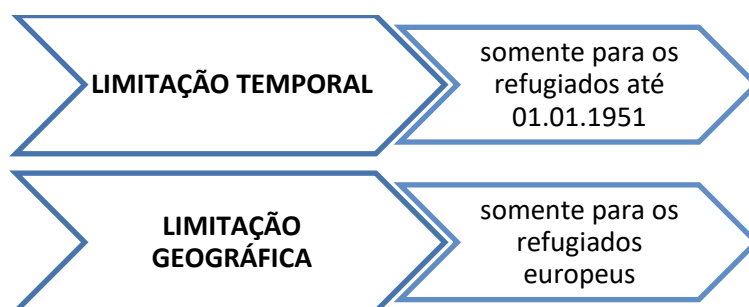 LIMITAÇÃO TEMPORAL
somente para os
refugiados até
01.01.1951
LIMITAÇÃO
GEOGRÁFICA
somente para os
refugiados
europeus